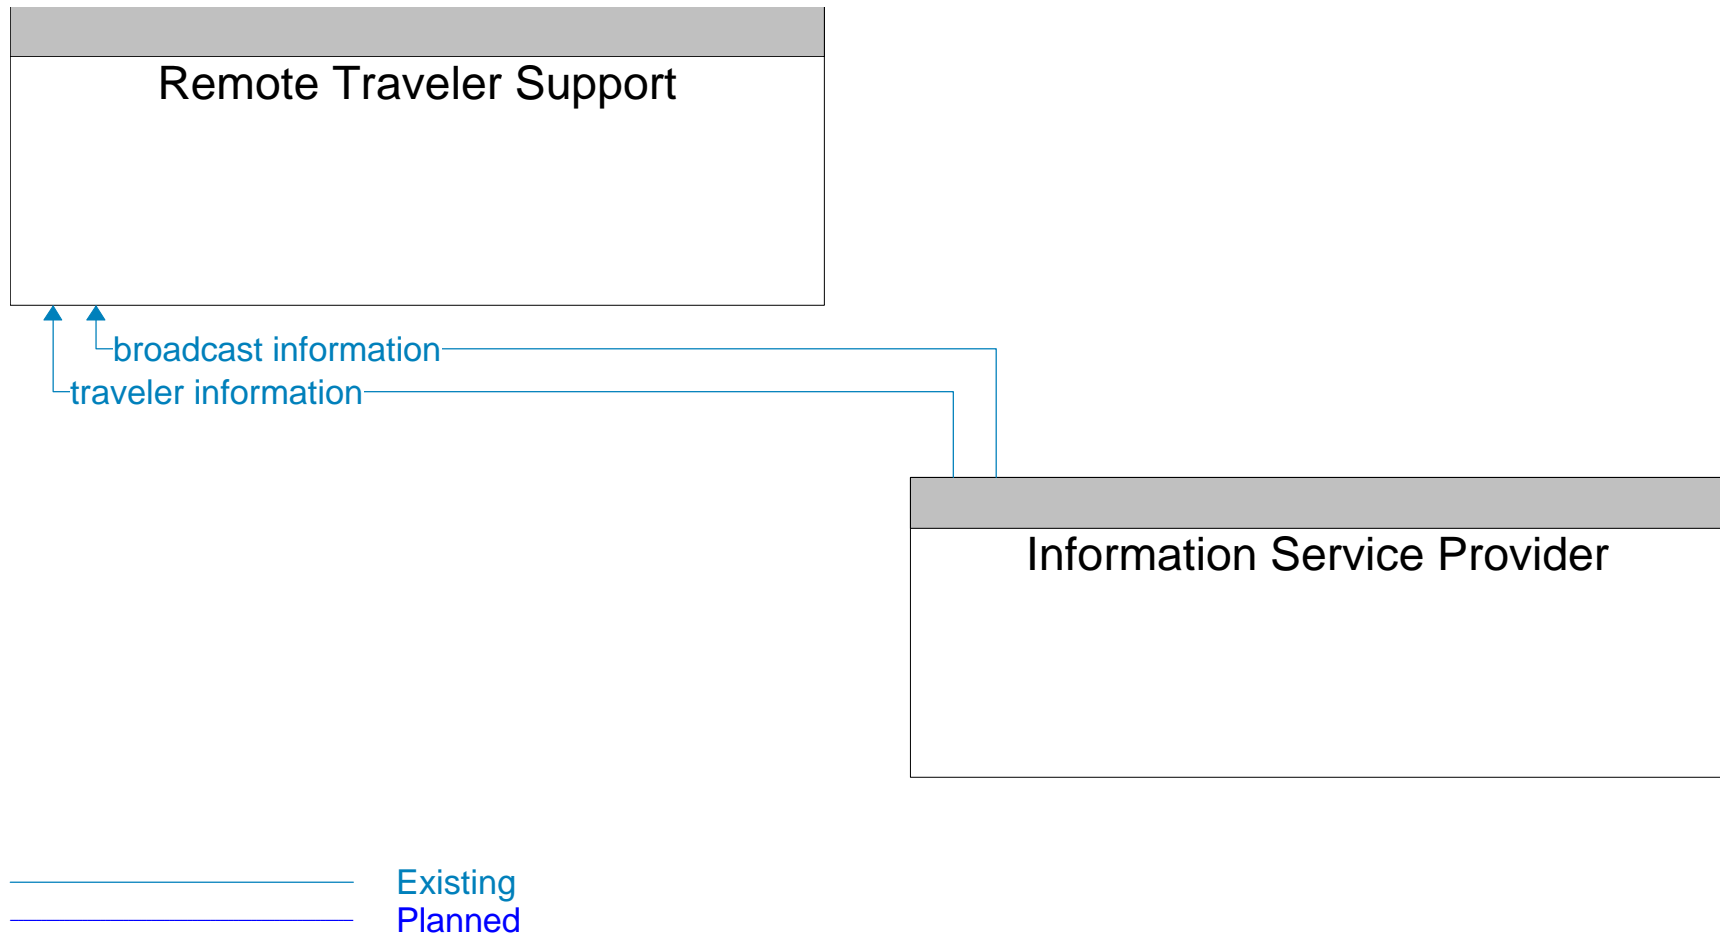 Remote Traveler Support
broadcast information
traveler information
Information Service Provider
Existing
Planned